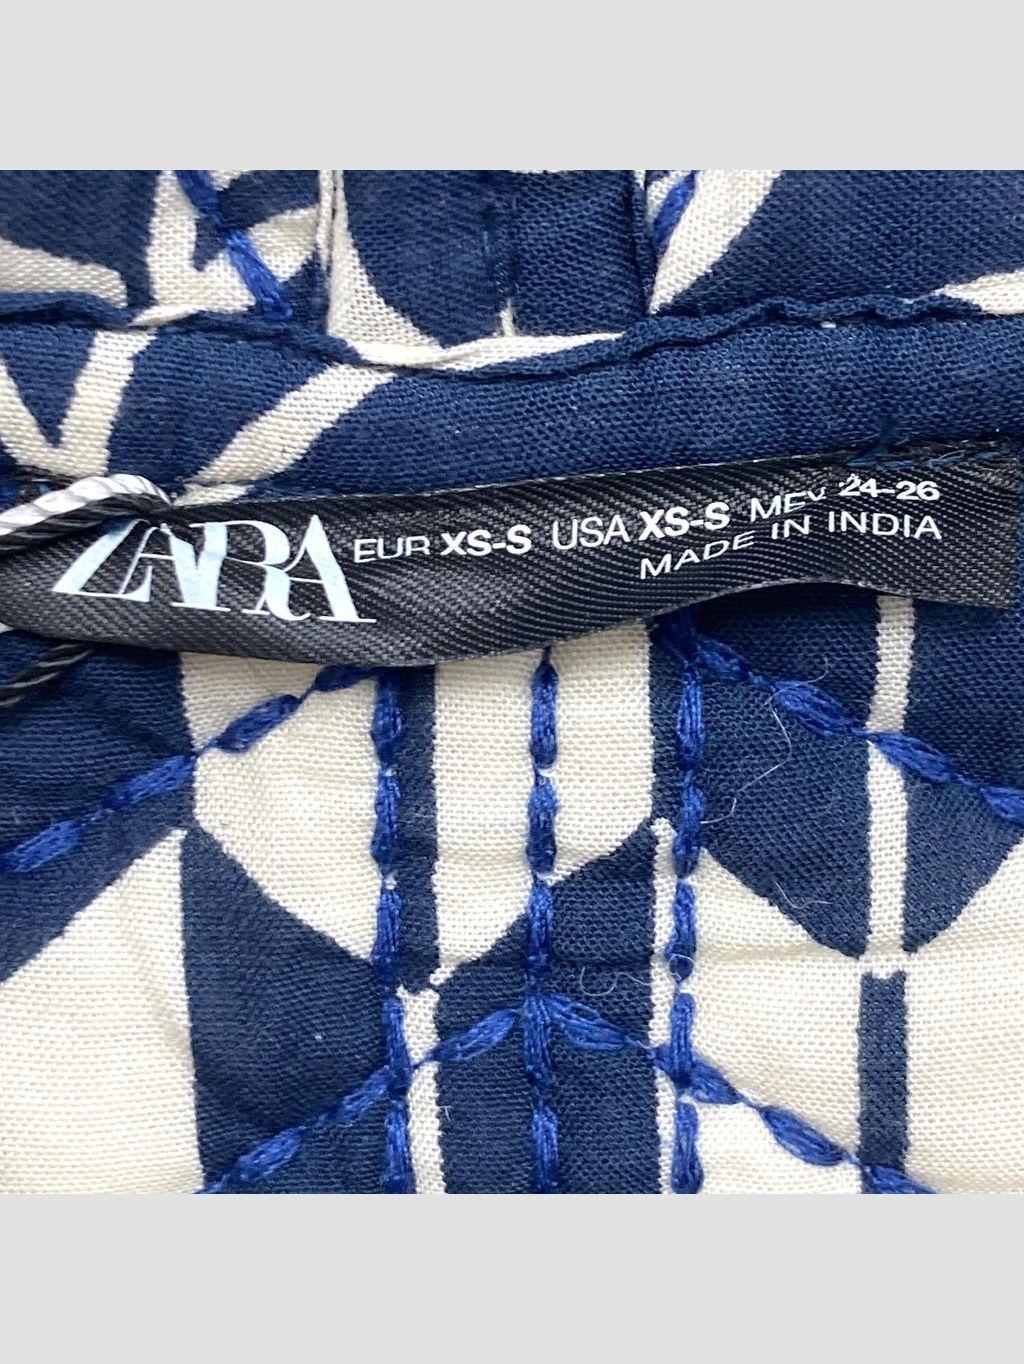 ZARA EUR XS-S USA XS-S MEX 24-26
MADE IN INDIA